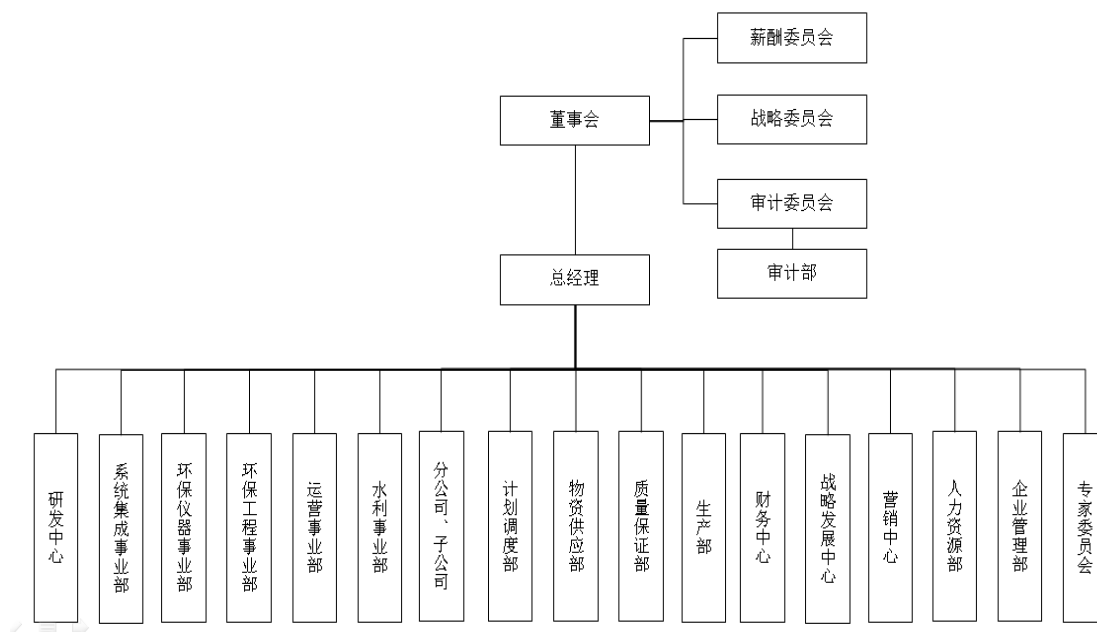 薪酬委员会
董事会
战略委员会
审计委员会
总经理
审计部
研发中心
系统集成事业部
环保仪器事业部
环保工程事业部
运营事业部
水利事业部
分公司、子公司
计划调度部
物资供应部
质量保证部
生产部
财务中心
战略发展中心
营销中心
人力资源部
企业管理部
专家委员会